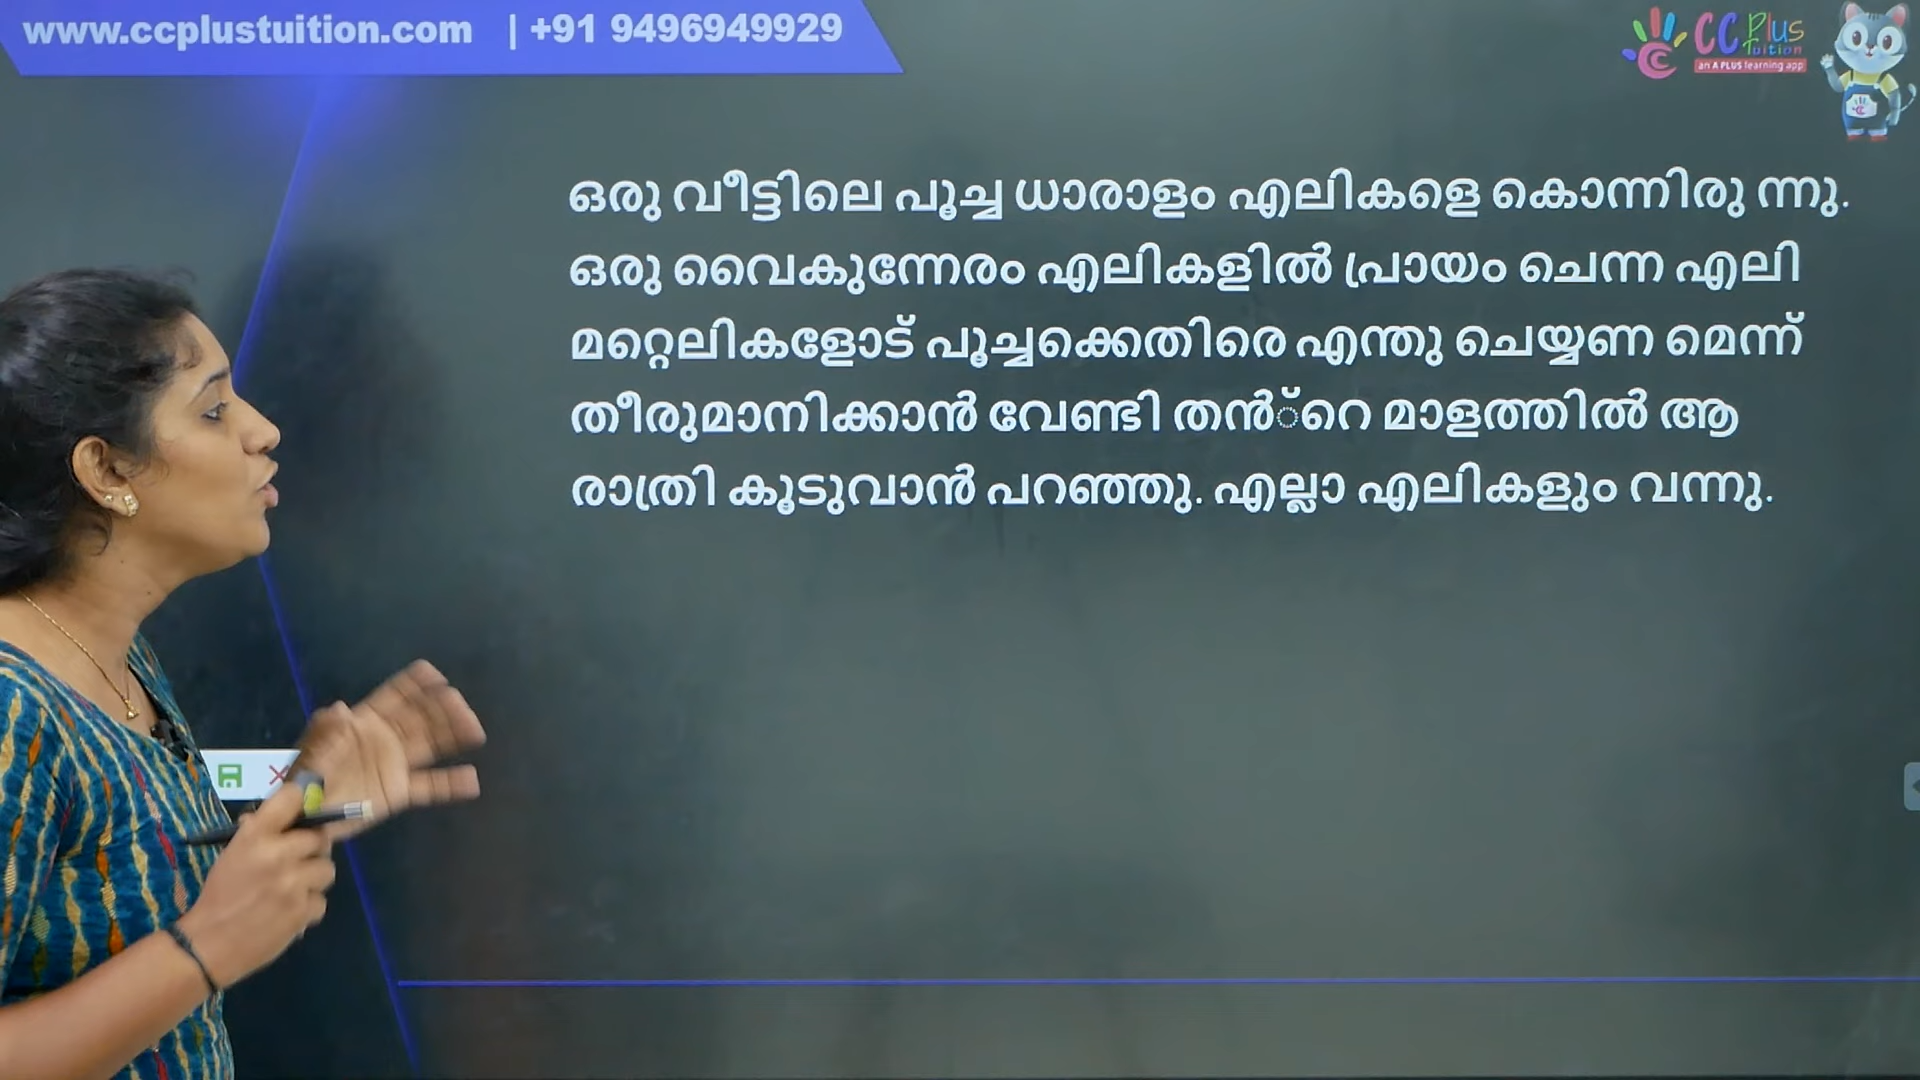 www.ccplustuition.com | +91 9496949929
CC Plus
Tuition
an A PLUS learning app
ഒരു വീട്ടിലെ പൂച്ച ധാരാളം എലികളെ കൊന്നിരു ന്നു.
ഒരു വൈകുന്നേരം എലികളിൽ പ്രായം ചെന്ന എലി
മറ്റെലികളോട് പൂച്ചക്കെതിരെ എന്തു ചെയ്യണ മെന്ന്
തീരുമാനിക്കാൻ വേണ്ടി തൻ്റെ മാളത്തിൽ ആ
രാത്രി കൂടുവാൻ പറഞ്ഞു. എല്ലാ എലികളും വന്നു.